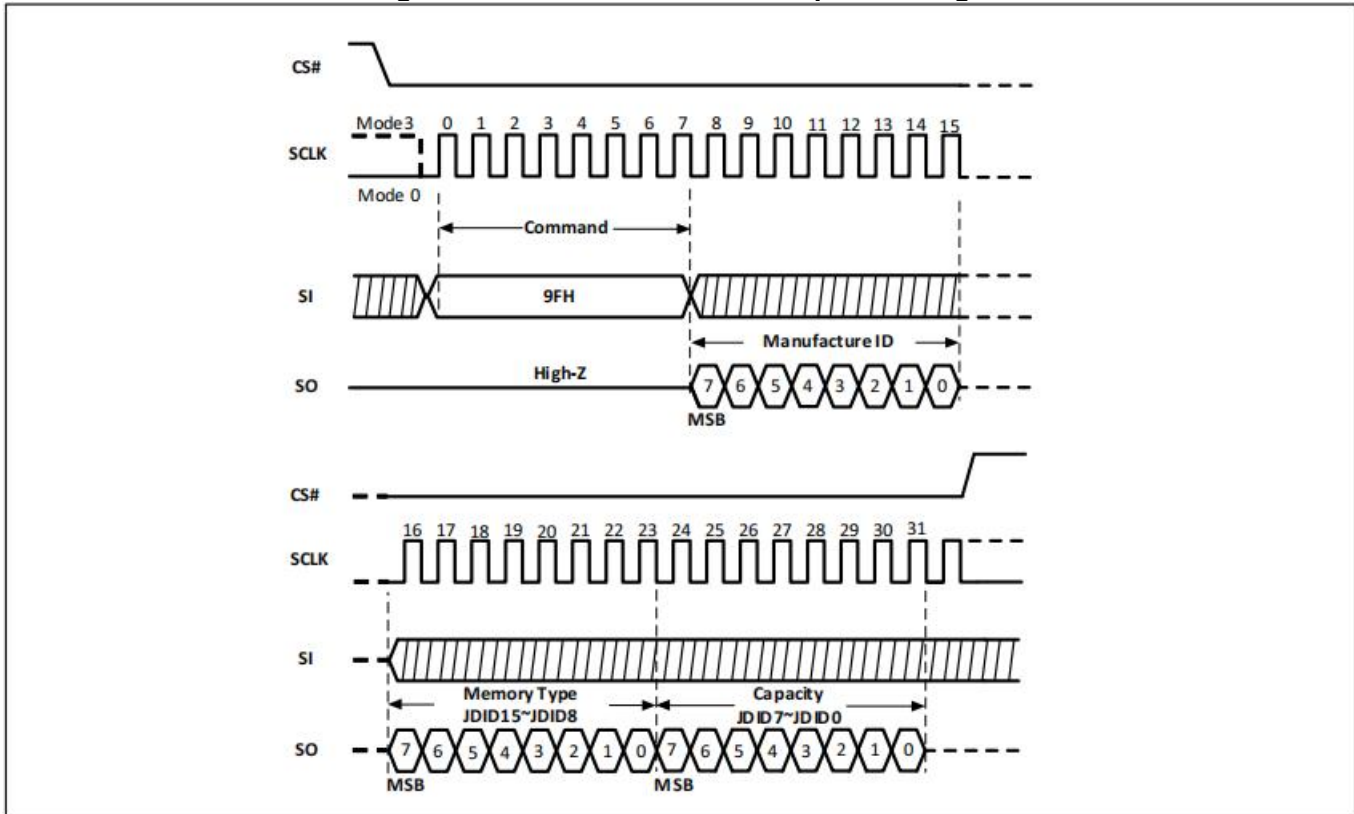 CS#
Mode3 0 1 2 3 4 5 6 7 8 9 10 11 12 13 14 15
SCLK
Mode 0
Command
SI 9FH
Manufacture ID
SO High-Z 7 6 5 4 3 2 1 0
MSB
CS#
16 17 18 19 20 21 22 23 24 25 26 27 28 29 30 31
SCLK
SI
Memory Type Capacity
JDID15~JDID8 JDID7~JDID0
SO 7 6 5 4 3 2 1 0 7 6 5 4 3 2 1 0
MSB MSB